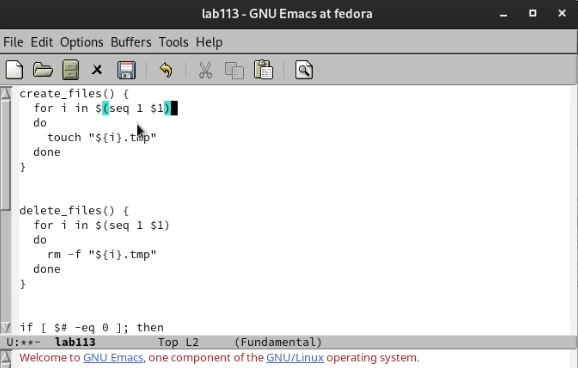 lab113 - GNU Emacs at fedora
File Edit Options Buffers Tools Help
create_files() {
  for i in $(seq 1 $1)
  do
    touch "${i}.tmp"
  done
}
delete_files() {
  for i in $(seq 1 $1)
  do
    rm -f "${i}.tmp"
  done
}
if [ $# -eq 0 ]; then
U:**-  lab113         Top L2     (Fundamental)
Welcome to GNU Emacs, one component of the GNU/Linux operating system.